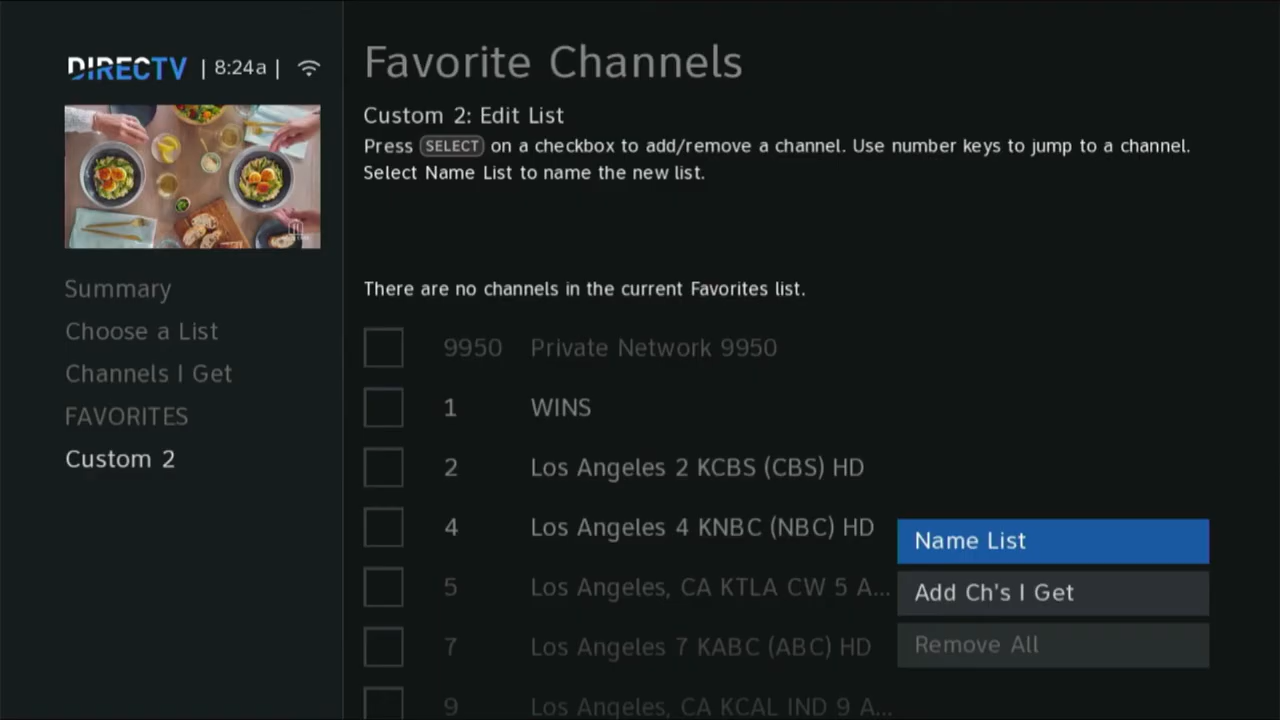 DIRECTV | 8:24a |
Summary
Choose a List
Channels I Get
FAVORITES
Custom 2
Favorite Channels
Custom 2: Edit List
Press SELECT on a checkbox to add/remove a channel. Use number keys to jump to a channel.
Select Name List to name the new list.
There are no channels in the current Favorites list.
9950 Private Network 9950
1 WINS
2 Los Angeles 2 KCBS (CBS) HD
4 Los Angeles 4 KNBC (NBC) HD
5 Los Angeles, CA KTLA CW 5 A...
7 Los Angeles 7 KABC (ABC) HD
9 Los Angeles, CA KCAL IND 9 A...
Name List
Add Ch's I Get
Remove All